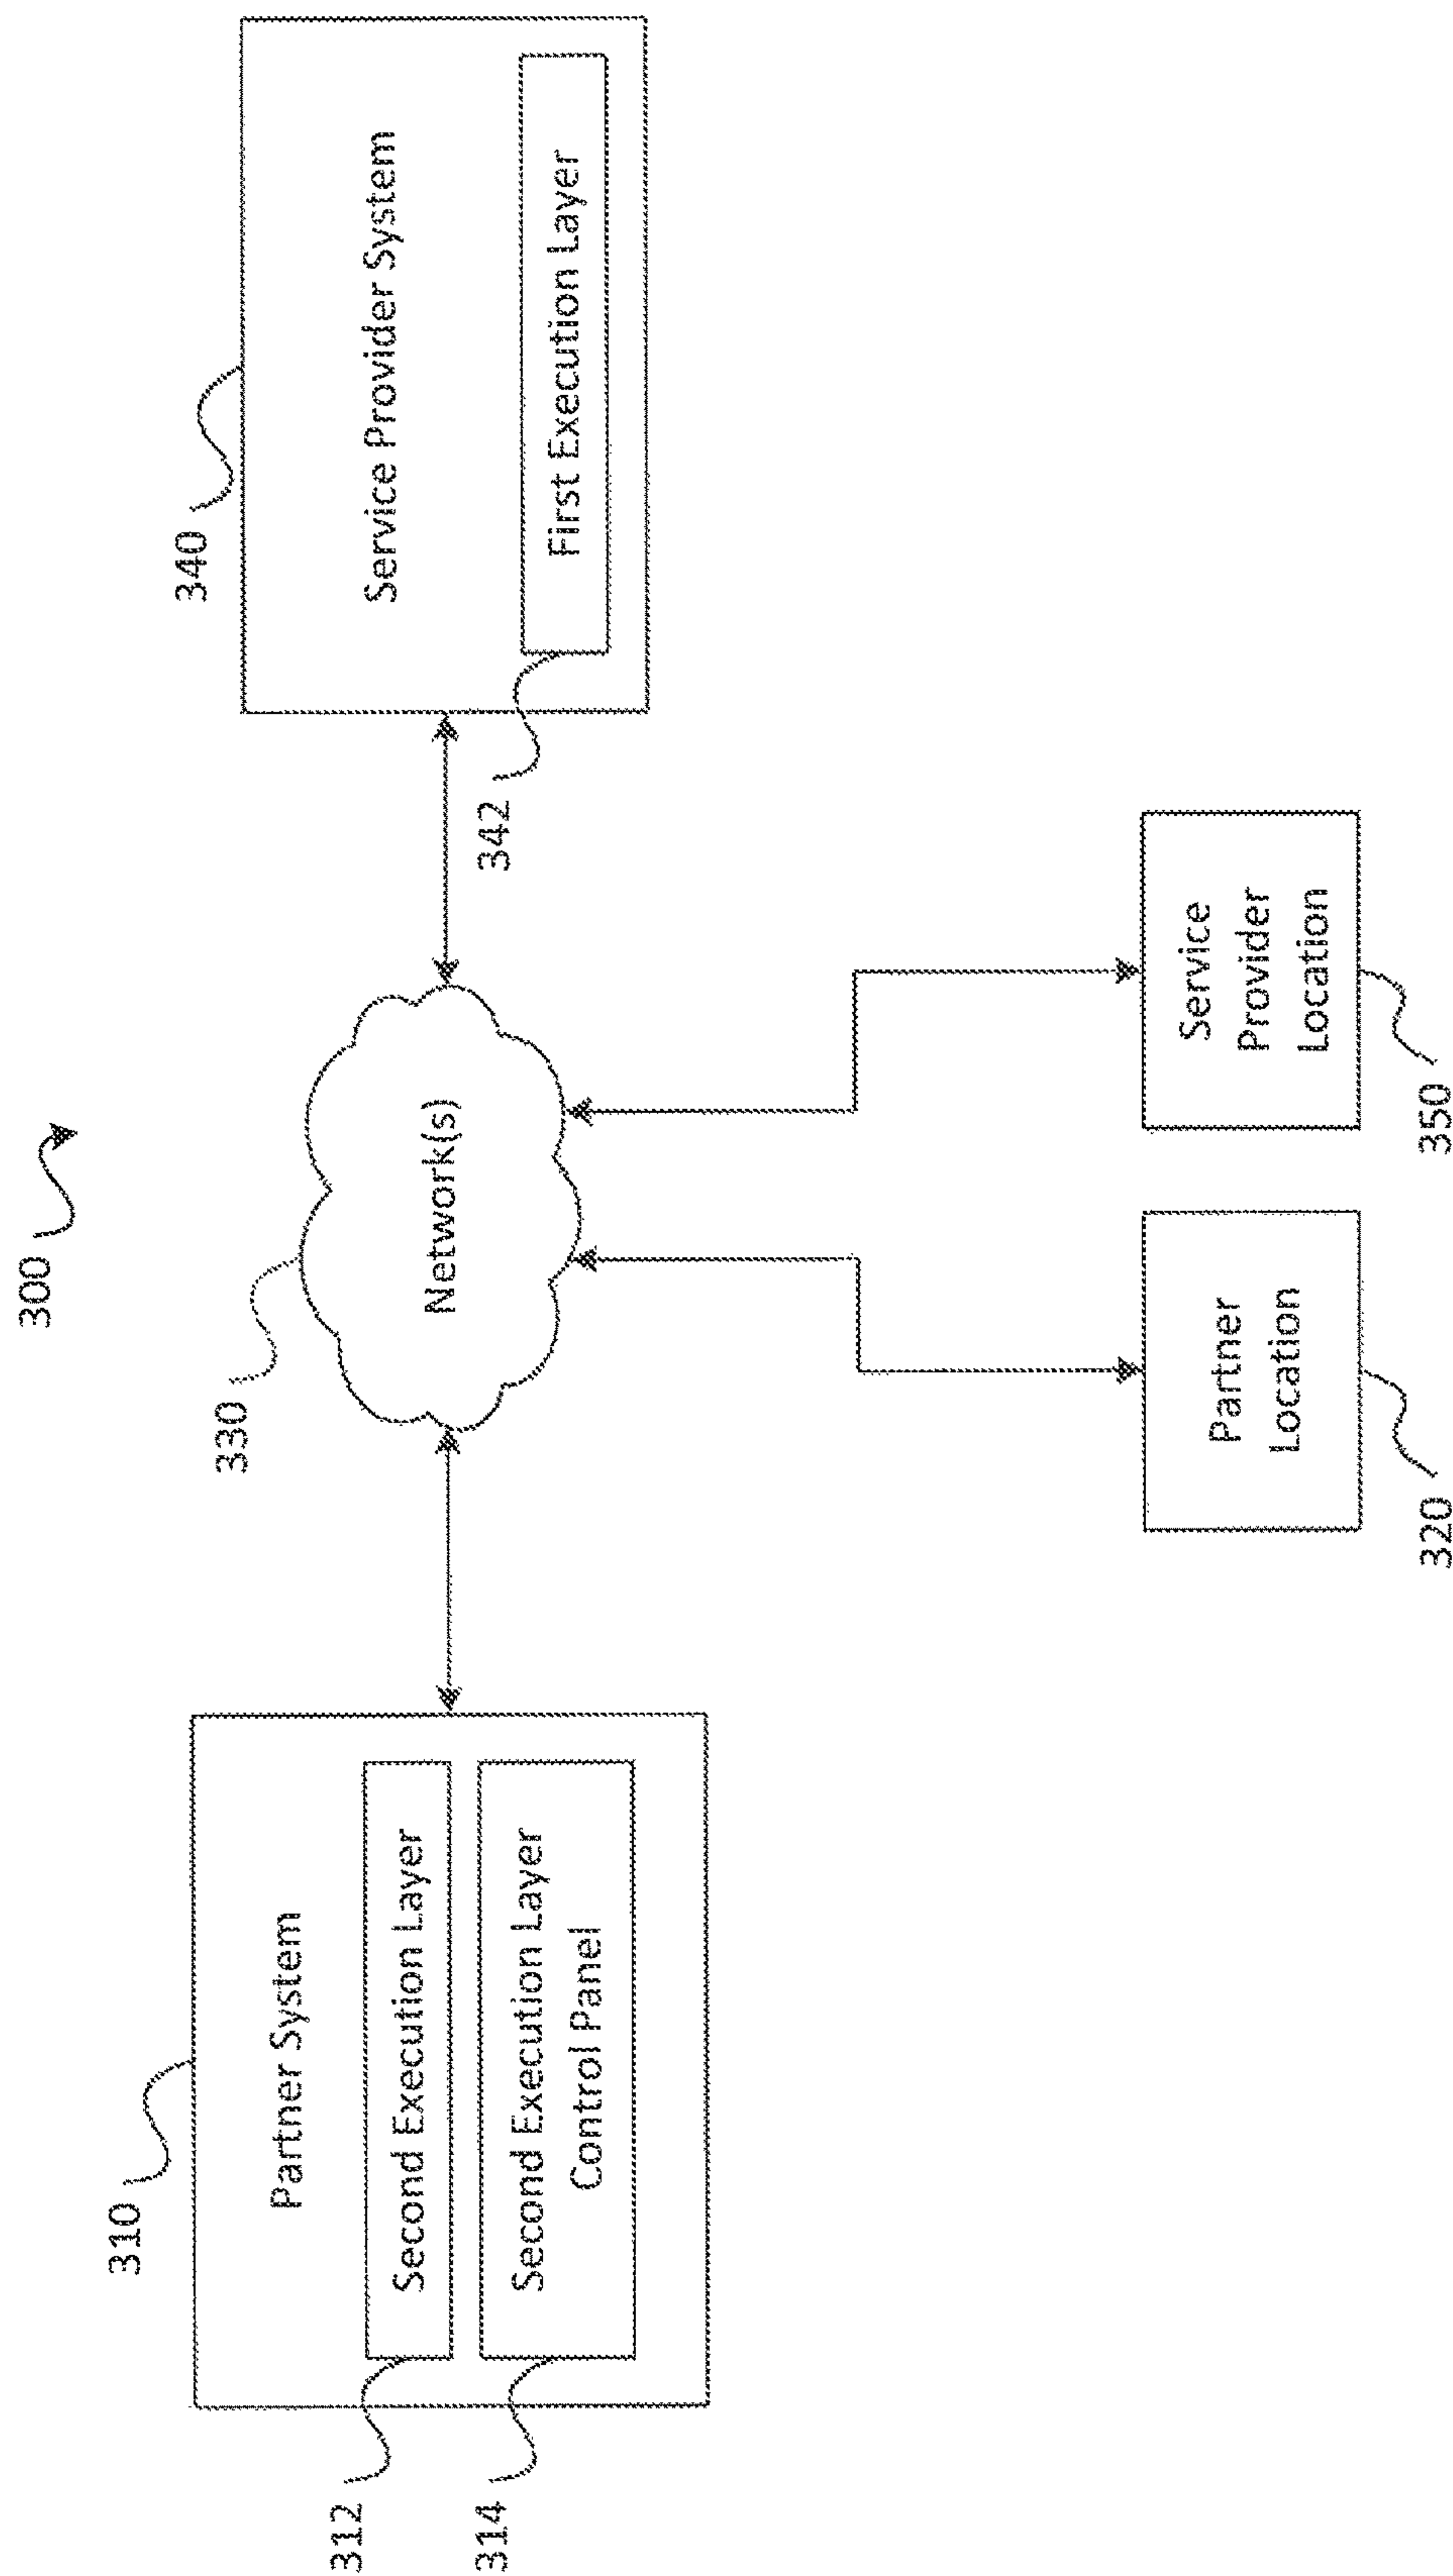 300
310
Partner System
312
Second Execution Layer
314
Second Execution Layer
Control Panel
330
Network(s)
340
Service Provider System
342
First Execution Layer
320
Partner
Location
350
Service
Provider
Location